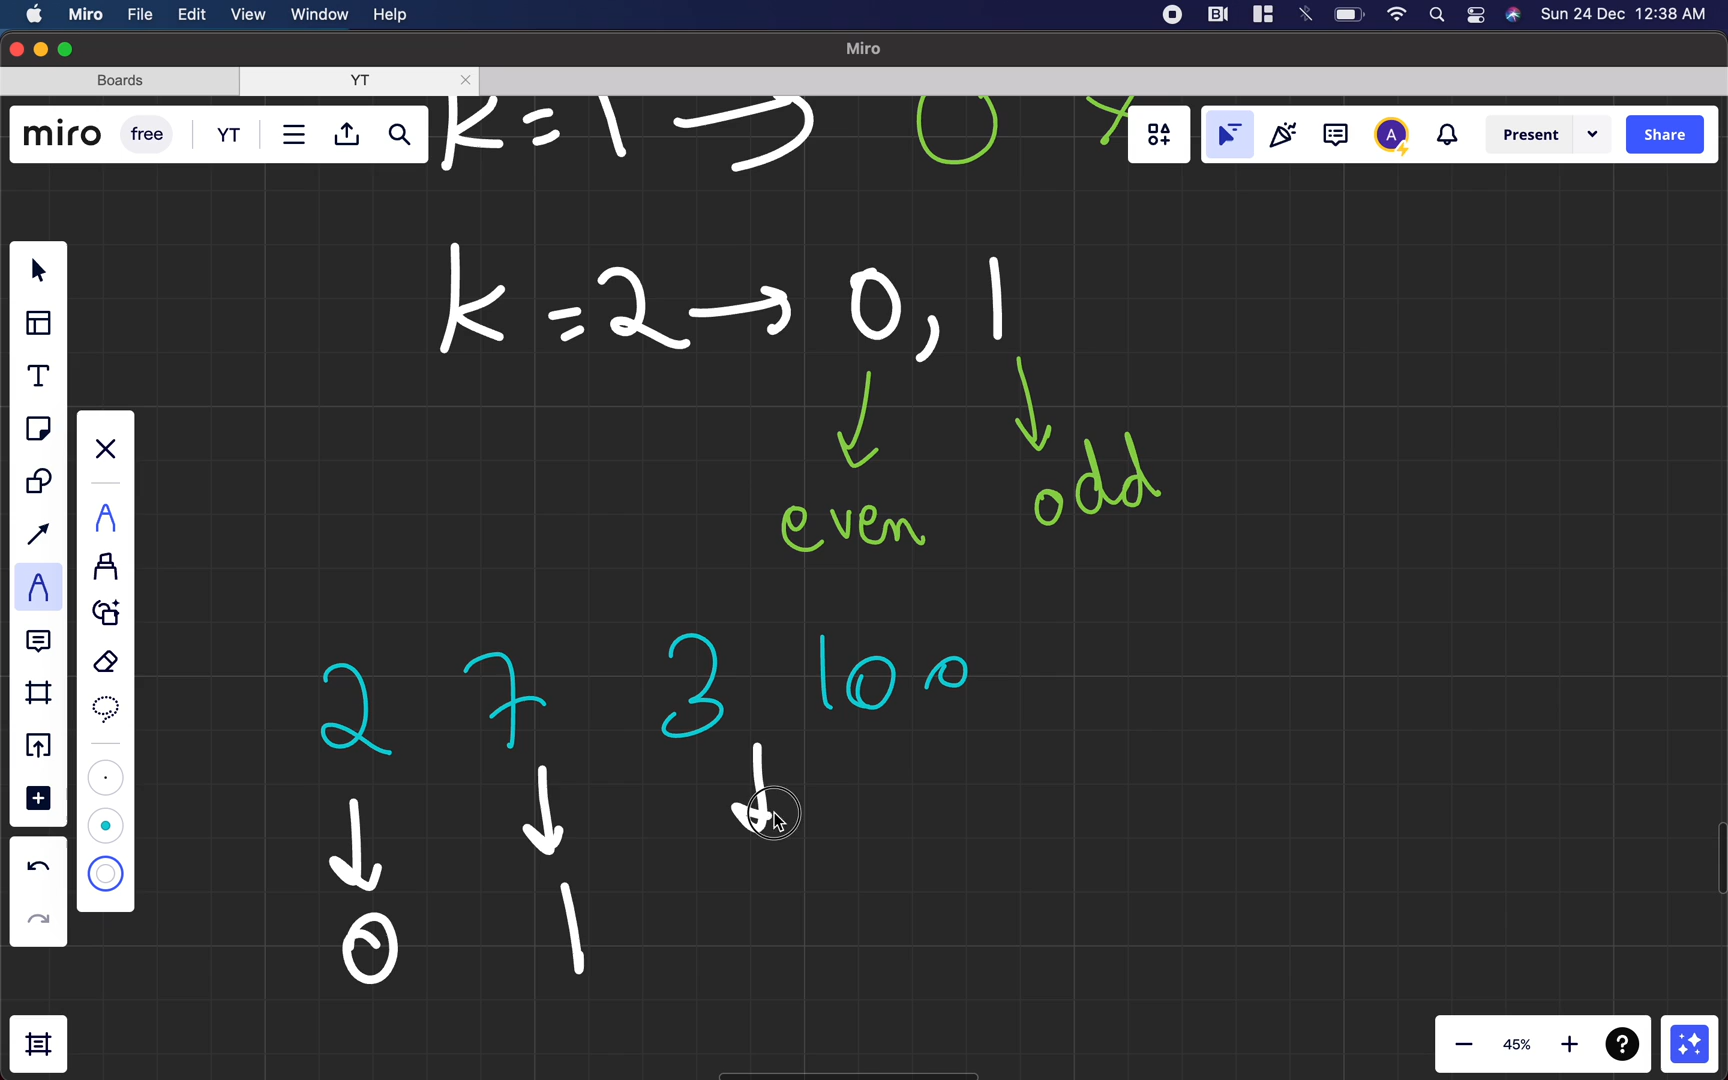 Miro File Edit View Window Help Sun 24 Dec 12:38 AM
Miro
Boards YT
miro free YT Present Share
A
k=1 → 0
k=2 → 0, 1
even odd
2 7 3 100
0 1
45%